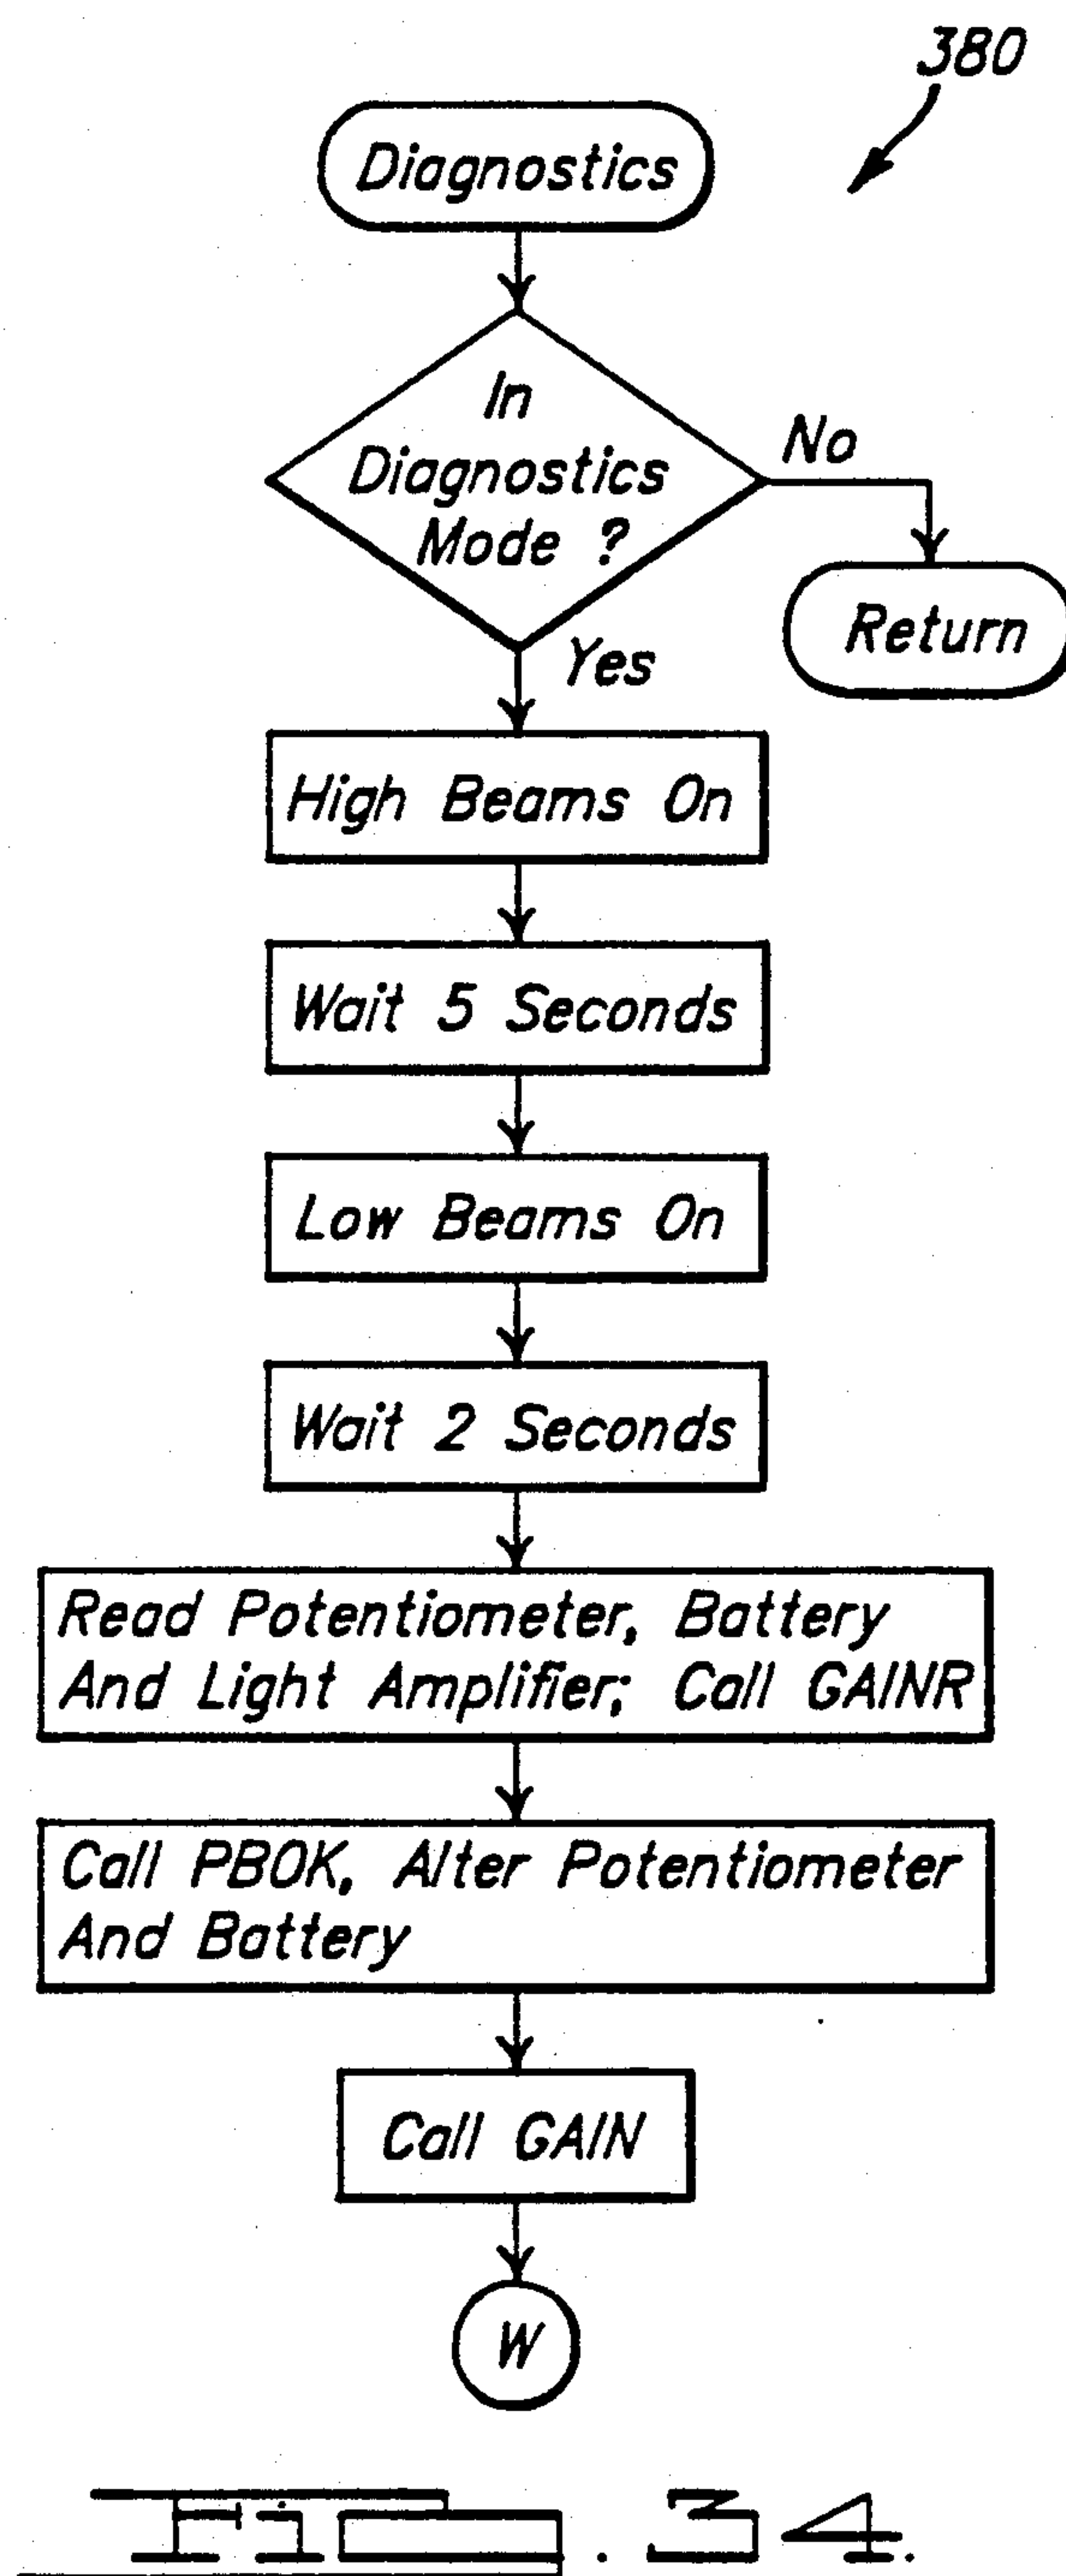 380
Diagnostics
In
Diagnostics
Mode ?
No
Return
Yes
High Beams On
Wait 5 Seconds
Low Beams On
Wait 2 Seconds
Read Potentiometer, Battery
And Light Amplifier; Call GAINR
Call PBOK, Alter Potentiometer
And Battery
Call GAIN
W
Fig. 34.